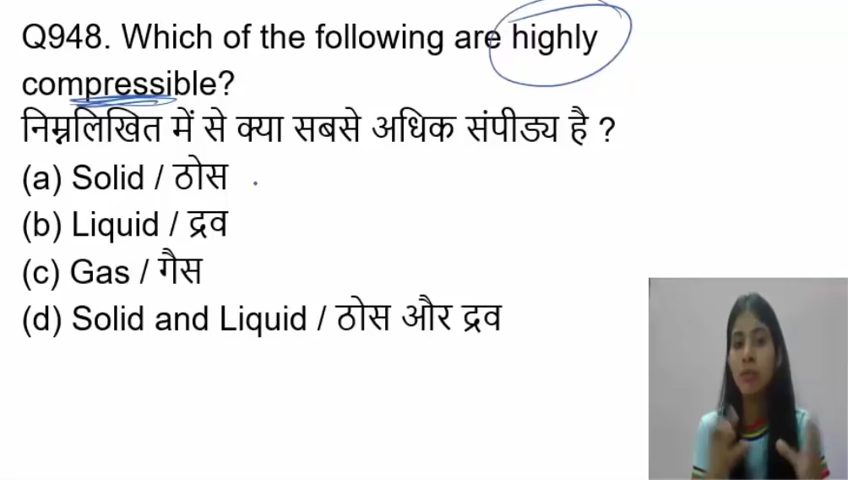 Q948. Which of the following are highly
compressible?
निम्नलिखित में से क्या सबसे अधिक संपीड्य है ?
(a) Solid / ठोस
(b) Liquid / द्रव
(c) Gas / गैस
(d) Solid and Liquid / ठोस और द्रव